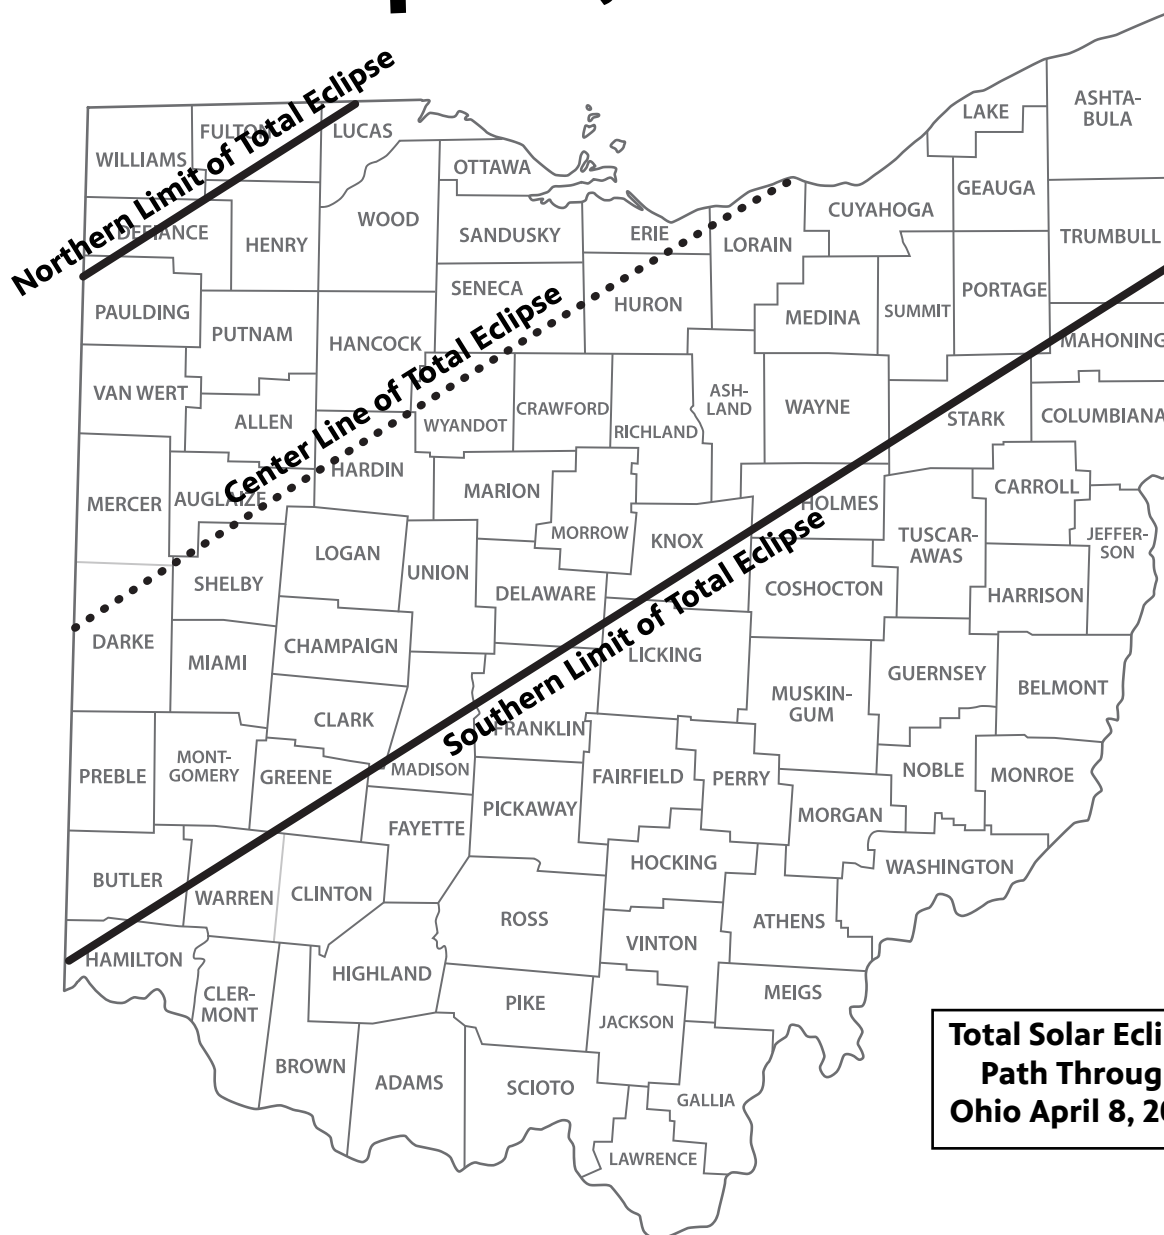 Northern Limit of Total Eclipse
Center Line of Total Eclipse
Southern Limit of Total Eclipse
WILLIAMS
FULTON
LUCAS
OTTAWA
LAKE
ASHTA-
BULA
GEAUGA
CUYAHOGA
DEFIANCE
HENRY
WOOD
SANDUSKY
ERIE
LORAIN
TRUMBULL
PAULDING
PUTNAM
HANCOCK
SENECA
HURON
MEDINA
SUMMIT
PORTAGE
MAHONING
VAN WERT
ALLEN
WYANDOT
CRAWFORD
RICHLAND
ASH-
LAND
WAYNE
STARK
COLUMBIANA
MERCER
AUGLAIZE
HARDIN
MARION
MORROW
KNOX
HOLMES
TUSCAR-
AWAS
CARROLL
JEFFER-
SON
SHELBY
LOGAN
UNION
DELAWARE
COSHOCTON
HARRISON
DARKE
MIAMI
CHAMPAIGN
LICKING
GUERNSEY
BELMONT
CLARK
FRANKLIN
MUSKIN-
GUM
PREBLE
MONT-
GOMERY
GREENE
MADISON
PICKAWAY
FAIRFIELD
PERRY
MORGAN
NOBLE
MONROE
FAYETTE
BUTLER
WARREN
CLINTON
HOCKING
WASHINGTON
ROSS
ATHENS
VINTON
HAMILTON
CLER-
MONT
HIGHLAND
PIKE
JACKSON
MEIGS
BROWN
ADAMS
SCIOTO
GALLIA
LAWRENCE
Total Solar Ecli
Path Throug
Ohio April 8, 20